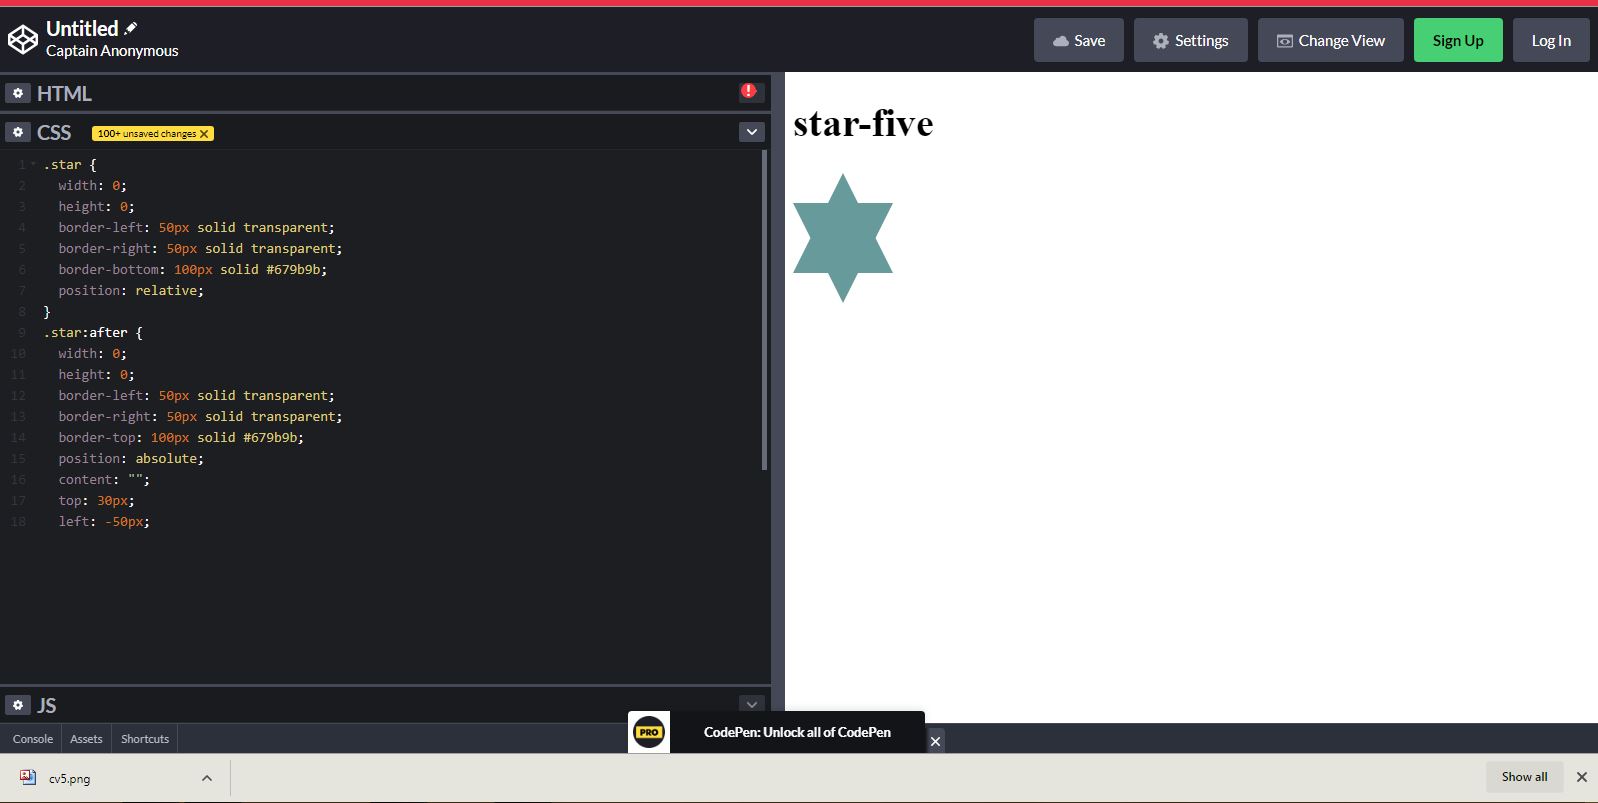 Untitled
Captain Anonymous
Save
Settings
Change View
Sign Up
Log In
HTML
CSS
100+ unsaved changes X
1 .star {
2 width: 0;
3 height: 0;
4 border-left: 50px solid transparent;
5 border-right: 50px solid transparent;
6 border-bottom: 100px solid #679b9b;
7 position: relative;
8 }
9 .star:after {
10 width: 0;
11 height: 0;
12 border-left: 50px solid transparent;
13 border-right: 50px solid transparent;
14 border-top: 100px solid #679b9b;
15 position: absolute;
16 content: "";
17 top: 30px;
18 left: -50px;
star-five
JS
Console
Assets
Shortcuts
PRO
CodePen: Unlock all of CodePen
cv5.png
Show all